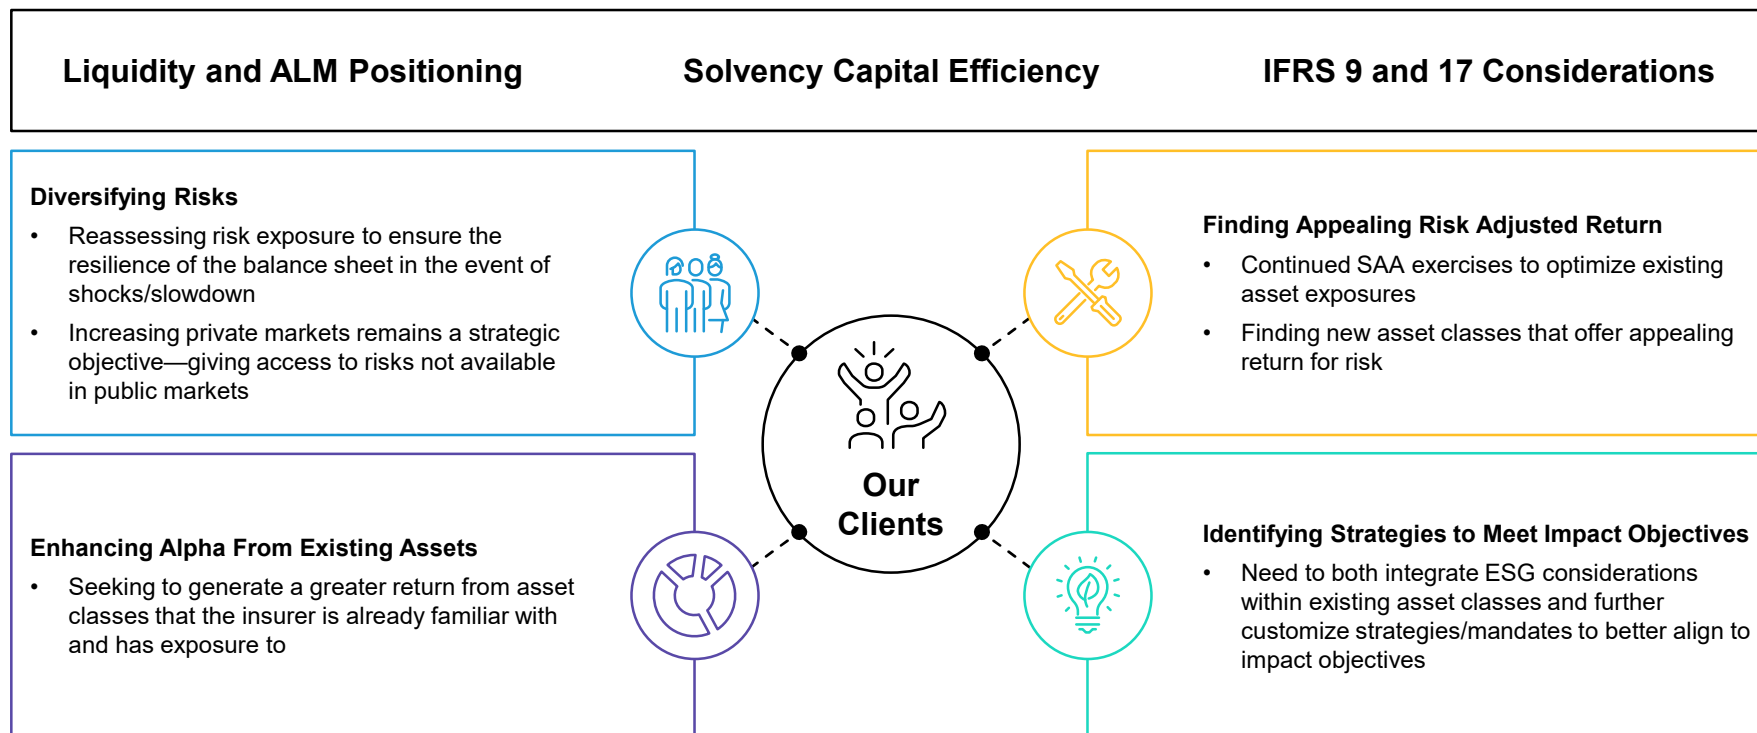 Liquidity and ALM Positioning
Solvency Capital Efficiency
IFRS 9 and 17 Considerations
Diversifying Risks
• Reassessing risk exposure to ensure the
resilience of the balance sheet in the event of
shocks/slowdown
• Increasing private markets remains a strategic
objective—giving access to risks not available
in public markets
Finding Appealing Risk Adjusted Return
• Continued SAA exercises to optimize existing
asset exposures
• Finding new asset classes that offer appealing
return for risk
Our
Clients
Enhancing Alpha From Existing Assets
• Seeking to generate a greater return from asset
classes that the insurer is already familiar with
and has exposure to
Identifying Strategies to Meet Impact Objectives
• Need to both integrate ESG considerations
within existing asset classes and further
customize strategies/mandates to better align to
impact objectives